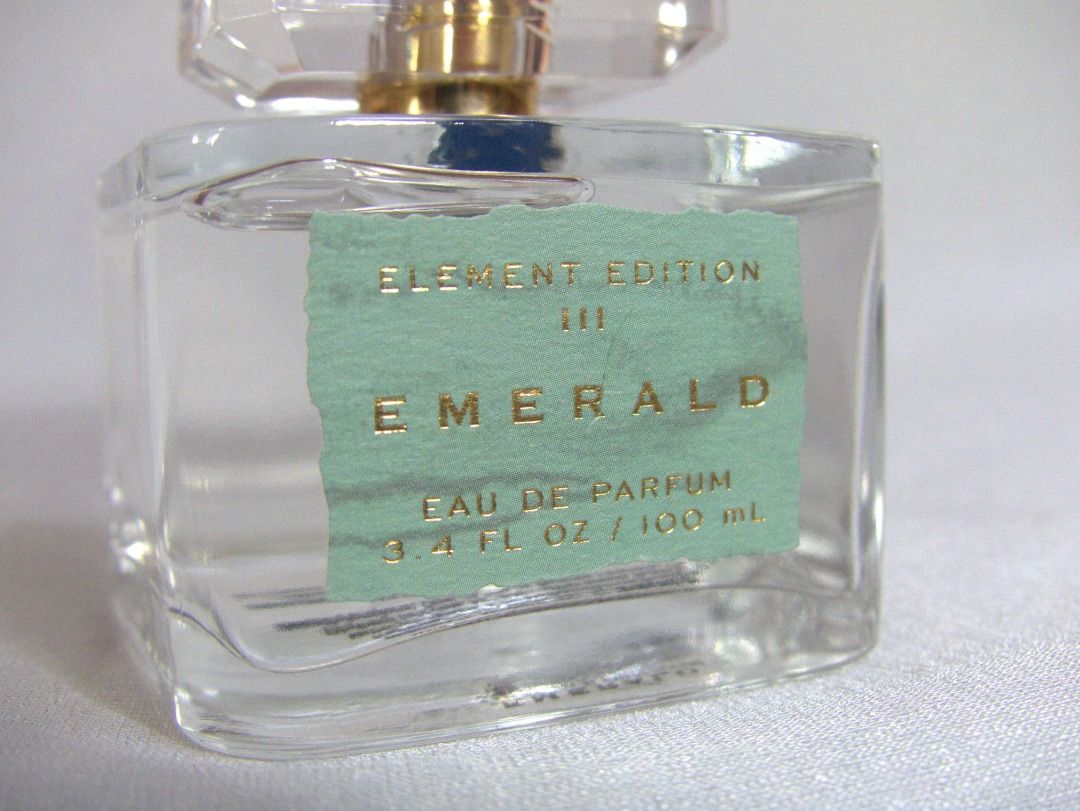 ELEMENT EDITION
III
EMERALD
EAU DE PARFUM
3.4 FL OZ / 100 mL